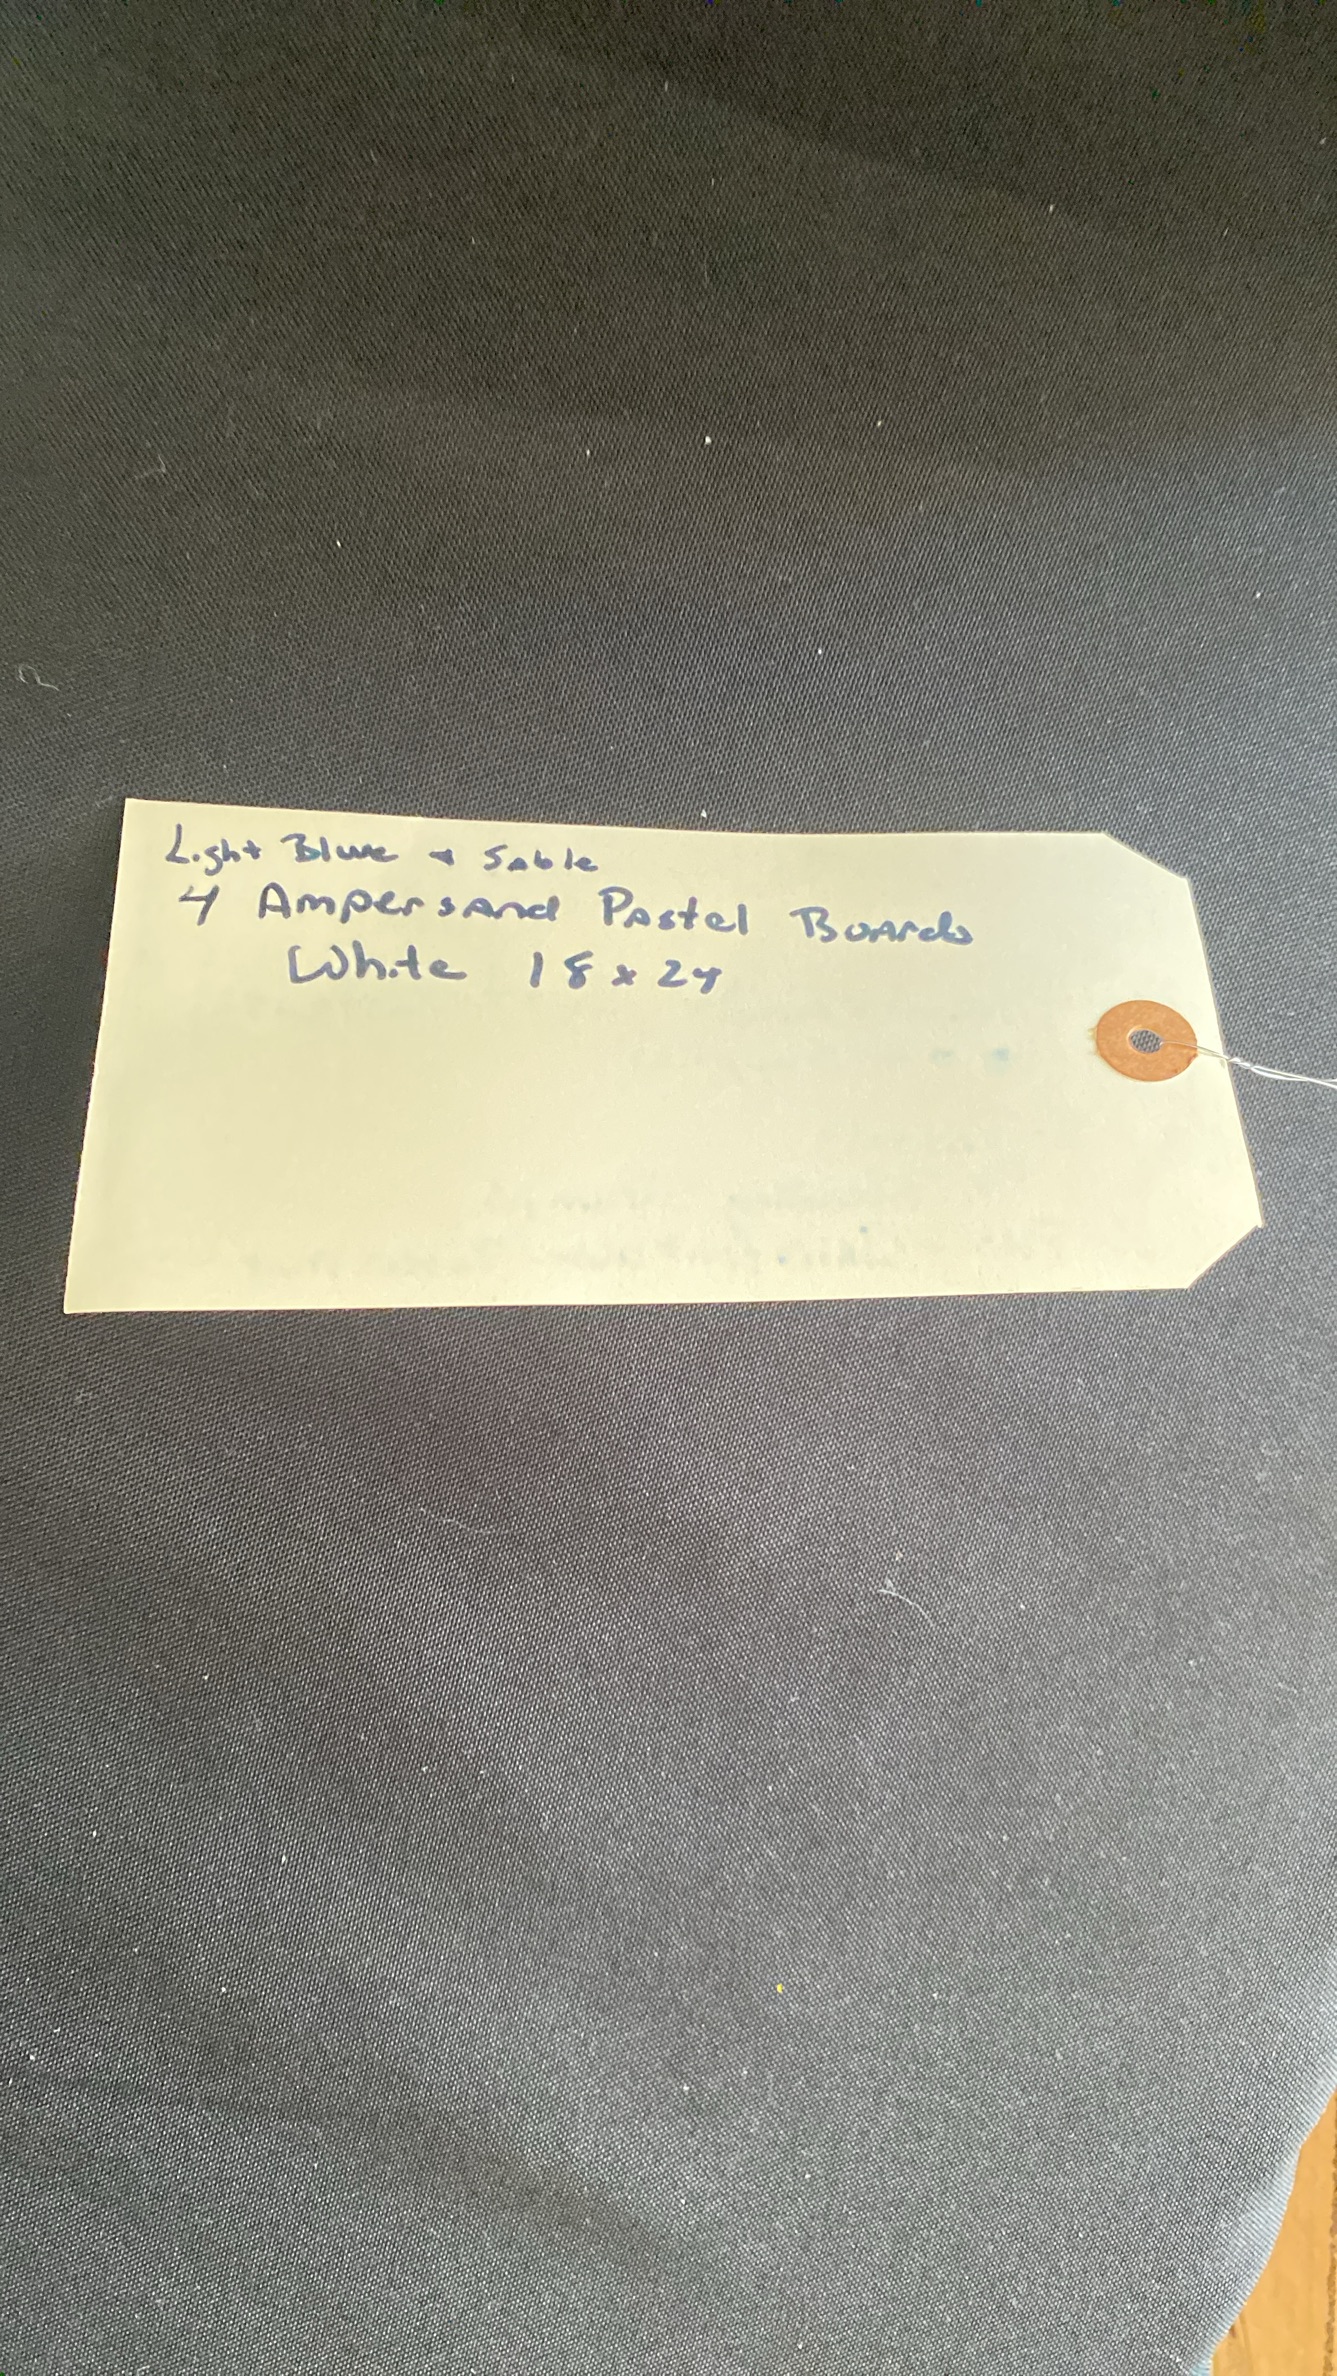 Light Blue + Sable
4 Ampersand Pastel Boards
White 18 x 24